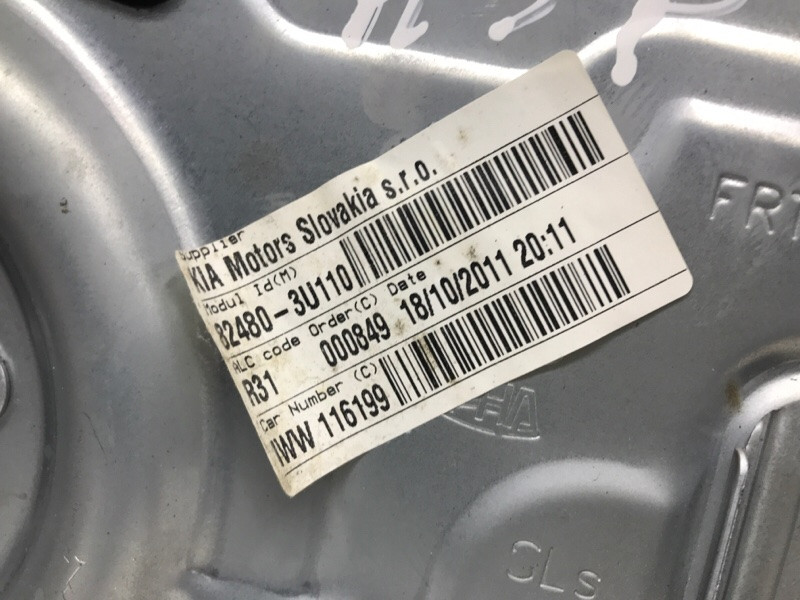 Supplier
KIA Motors Slovakia s.r.o.
Modul Id(M)
82480-3U110
ALC code Order(C) Date
R31 000849 18/10/2011 20:11
Car Number (C)
IWW 116199
FRT
CLs